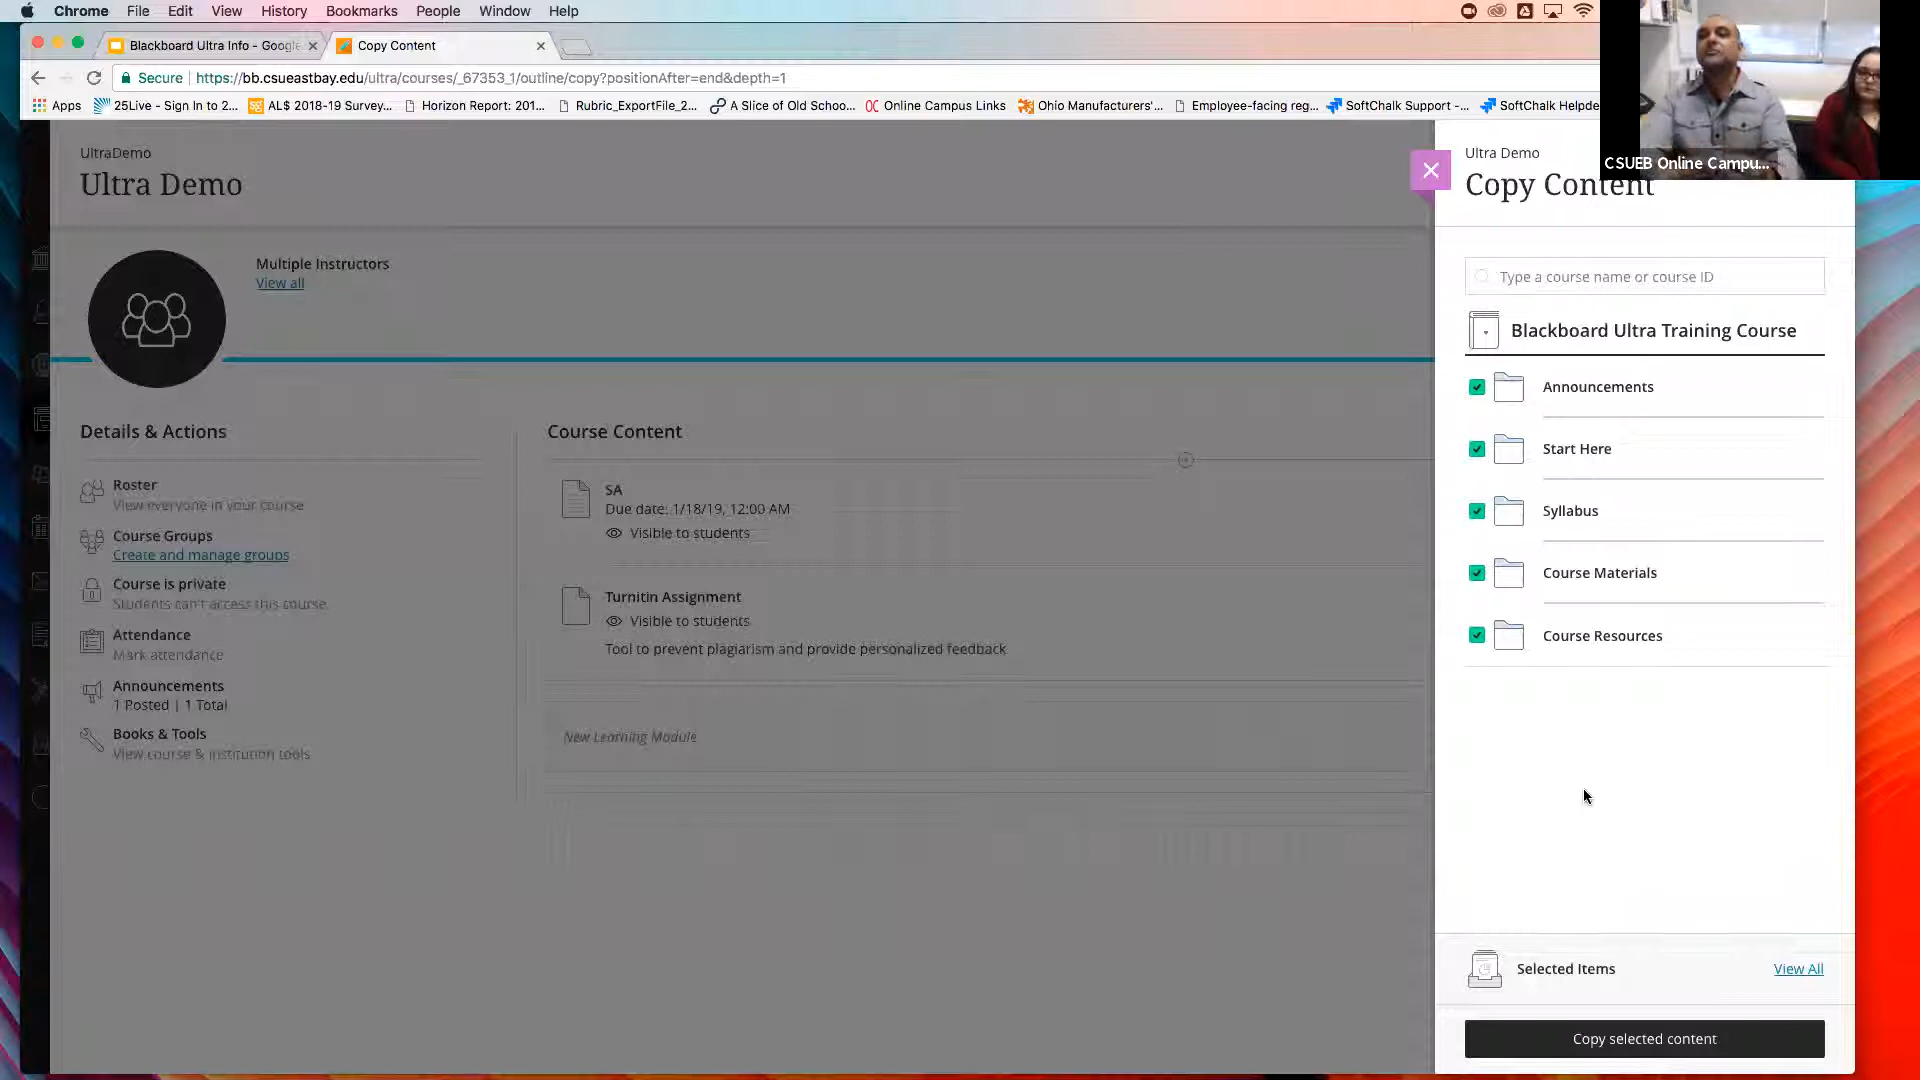 Chrome File Edit View History Bookmarks People Window Help
Blackboard Ultra Info - Google
Copy Content
Secure https://bb.csueastbay.edu/ultra/courses/_67353_1/outline/copy?positionAfter=end&depth=1
Apps 25Live - Sign In to 2... AL$ 2018-19 Survey... Horizon Report: 201... Rubric_ExportFile_2... A Slice of Old Schoo... Online Campus Links Ohio Manufacturers'... Employee-facing reg... SoftChalk Support -... SoftChalk Helpde
CSUEB Online Campu...
UltraDemo
Ultra Demo
Multiple Instructors
View all
Details & Actions
Roster
View everyone in your course
Course Groups
Create and manage groups
Course is private
Students can't access this course
Attendance
Mark attendance
Announcements
1 Posted | 1 Total
Books & Tools
View course & institution tools
Course Content
SA
Due date: 1/18/19, 12:00 AM
Visible to students
Turnitin Assignment
Visible to students
Tool to prevent plagiarism and provide personalized feedback
New Learning Module
Ultra Demo
Copy Content
Type a course name or course ID
Blackboard Ultra Training Course
Announcements
Start Here
Syllabus
Course Materials
Course Resources
Selected Items
View All
Copy selected content